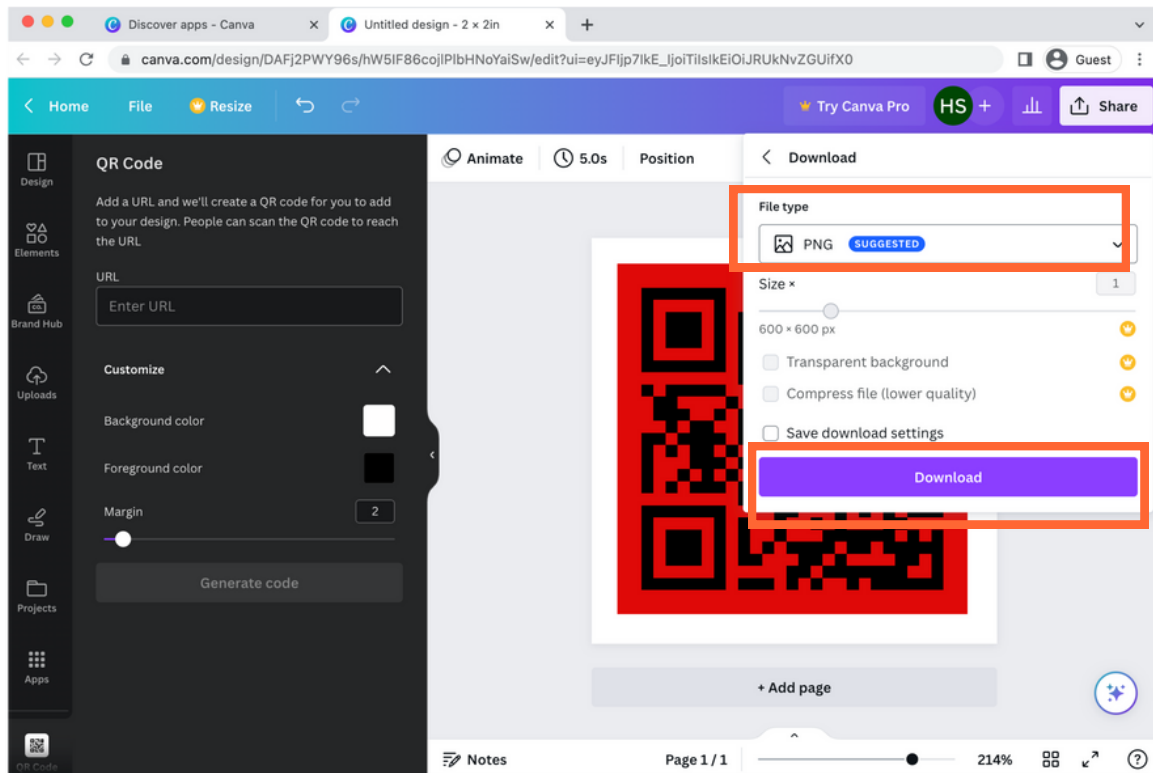 Discover apps - Canva
Untitled design - 2 × 2in
canva.com/design/DAFj2PWY96s/hW5IF86cojlPlbHNoYaiSw/edit?ui=eyJFIjp7IkE_IjoiTiIsIkEiOiJRUkNvZGUifX0
Guest
Home
File
Resize
Try Canva Pro
HS
Share
Design
Elements
Brand Hub
Uploads
Text
Draw
Projects
Apps
QR Code
QR Code
Add a URL and we'll create a QR code for you to add
to your design. People can scan the QR code to reach
the URL
URL
Enter URL
Customize
Background color
Foreground color
Margin
2
Generate code
Animate
5.0s
Position
Download
File type
PNG SUGGESTED
Size ×
1
600 × 600 px
Transparent background
Compress file (lower quality)
Save download settings
Download
+ Add page
Notes
Page 1 / 1
214%